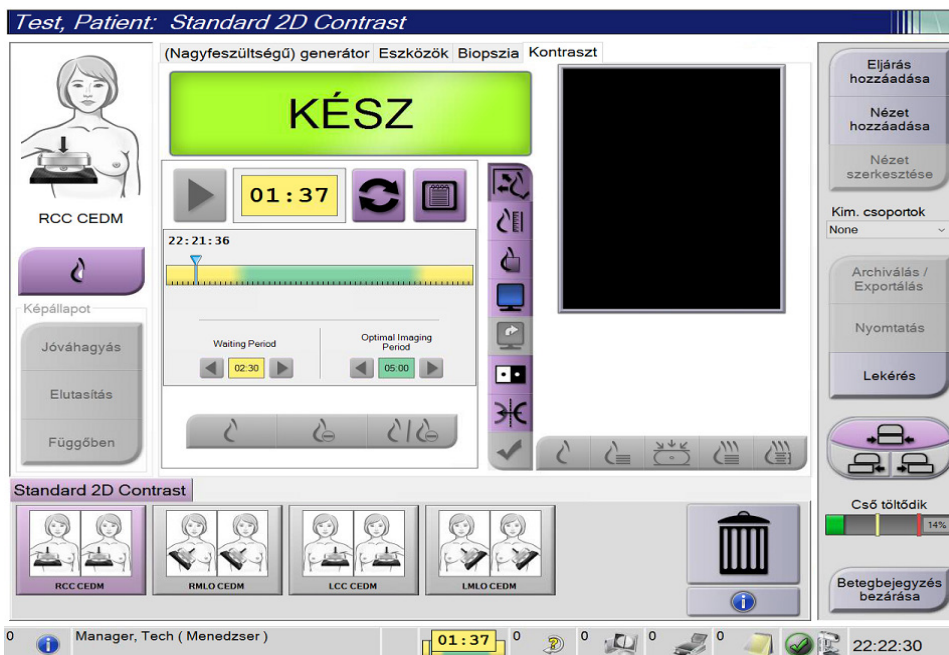 Test, Patient: Standard 2D Contrast
(Nagyfeszültségű) generátor Eszközök Biopszia Kontraszt
KÉSZ
RCC CEDM
01:37
22:21:36
Waiting Period
02:30
Optimal Imaging
Period
05:00
Képállapot
Jóváhagyás
Elutasítás
Függőben
Eljárás
hozzáadása
Nézet
hozzáadása
Nézet
szerkesztése
Kim. csoportok
None
Archiválás /
Exportálás
Nyomtatás
Lekérés
Cső töltődik
14%
Betegbejegyzés
bezárása
Standard 2D Contrast
RCC CEDM
RMLO CEDM
LCC CEDM
LMLO CEDM
0 Manager, Tech ( Menedzser ) 01:37 0 0 0 0 22:22:30